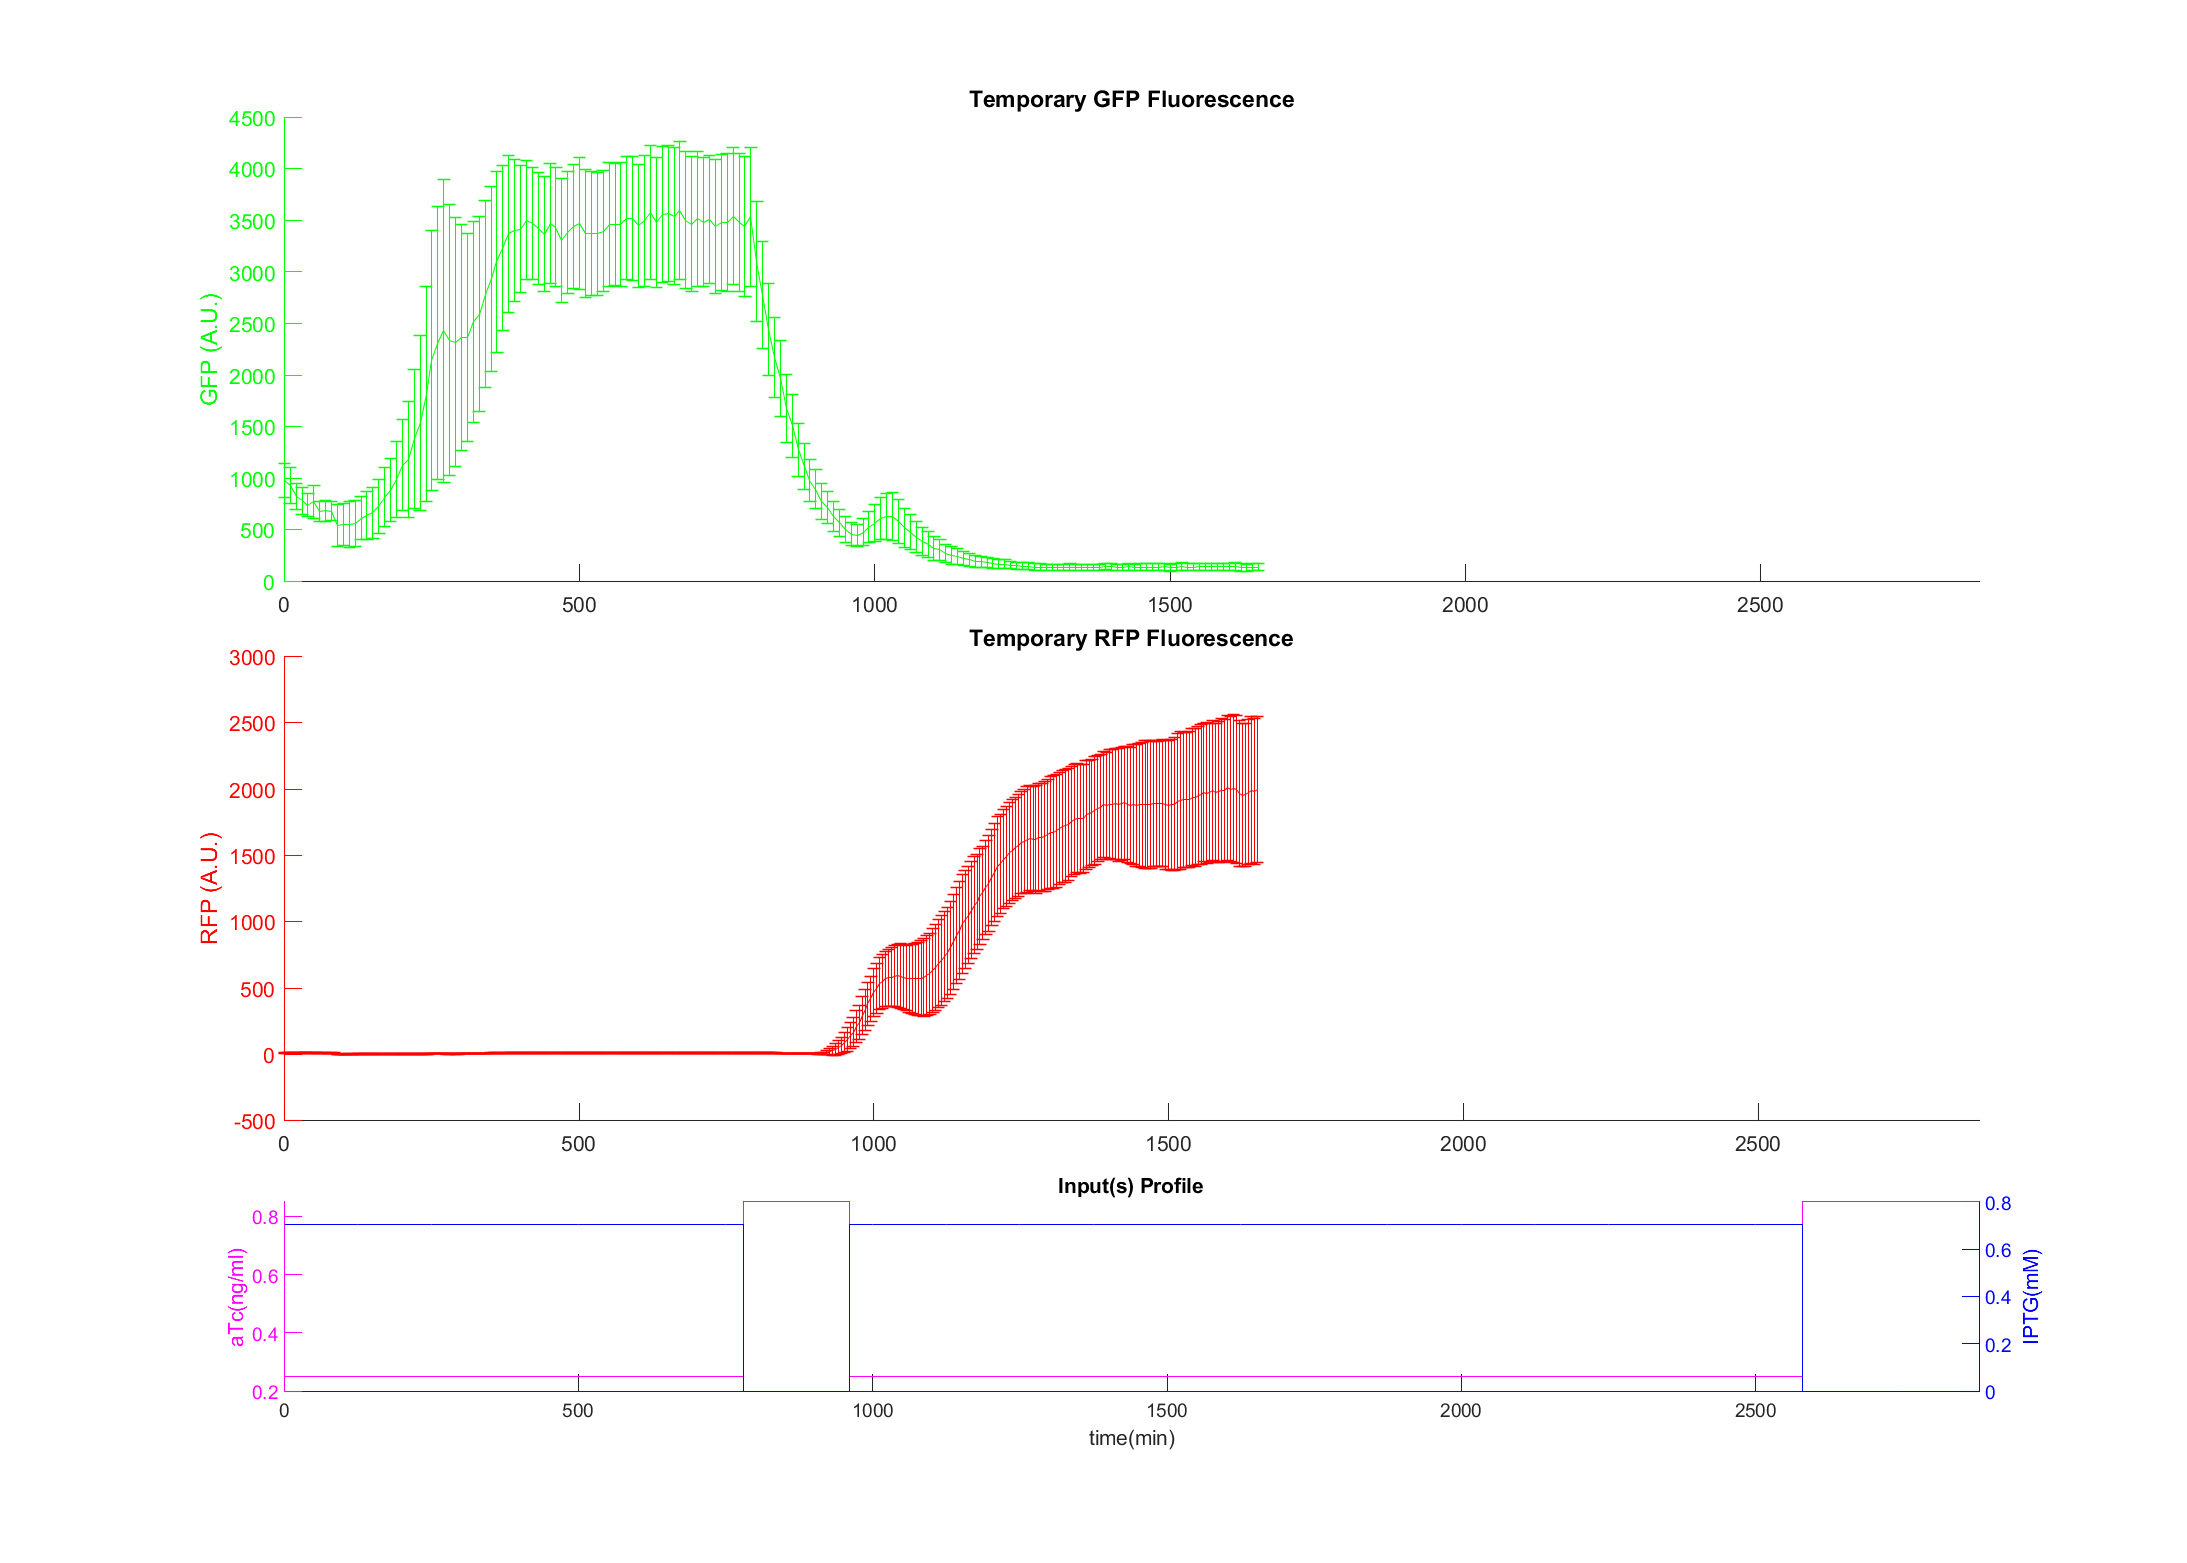 Temporary GFP Fluorescence
4500
4000
3500
3000
2500
2000
1500
1000
500
0
GFP (A.U.)
0 500 1000 1500 2000 2500
Temporary RFP Fluorescence
3000
2500
2000
1500
1000
500
0
-500
RFP (A.U.)
0 500 1000 1500 2000 2500
Input(s) Profile
0.8
0.6
0.4
0.2
aTc(ng/ml)
0.8
0.6
0.4
0.2
0
IPTG(mM)
0 500 1000 1500 2000 2500
time(min)